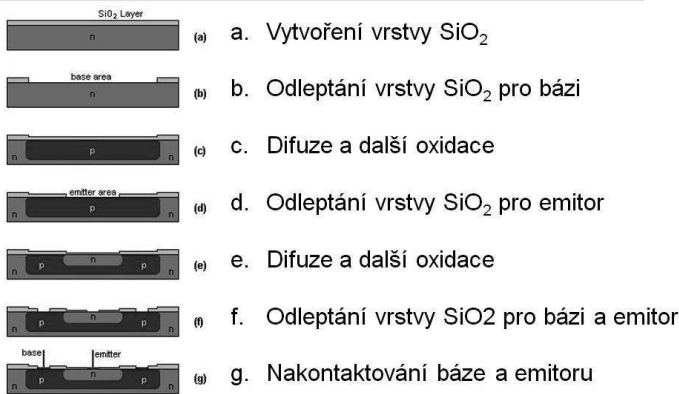 SiO₂ Layer
n
(a) a. Vytvoření vrstvy SiO₂
base area
n
(b) b. Odleptání vrstvy SiO₂ pro bázi
n p n
(c) c. Difuze a další oxidace
emitter area
n p n
(d) d. Odleptání vrstvy SiO₂ pro emitor
n p n p n
(e) e. Difuze a další oxidace
n p n p n
(f) f. Odleptání vrstvy SiO2 pro bázi a emitor
base emitter
n p n p n
(g) g. Nakontaktování báze a emitoru